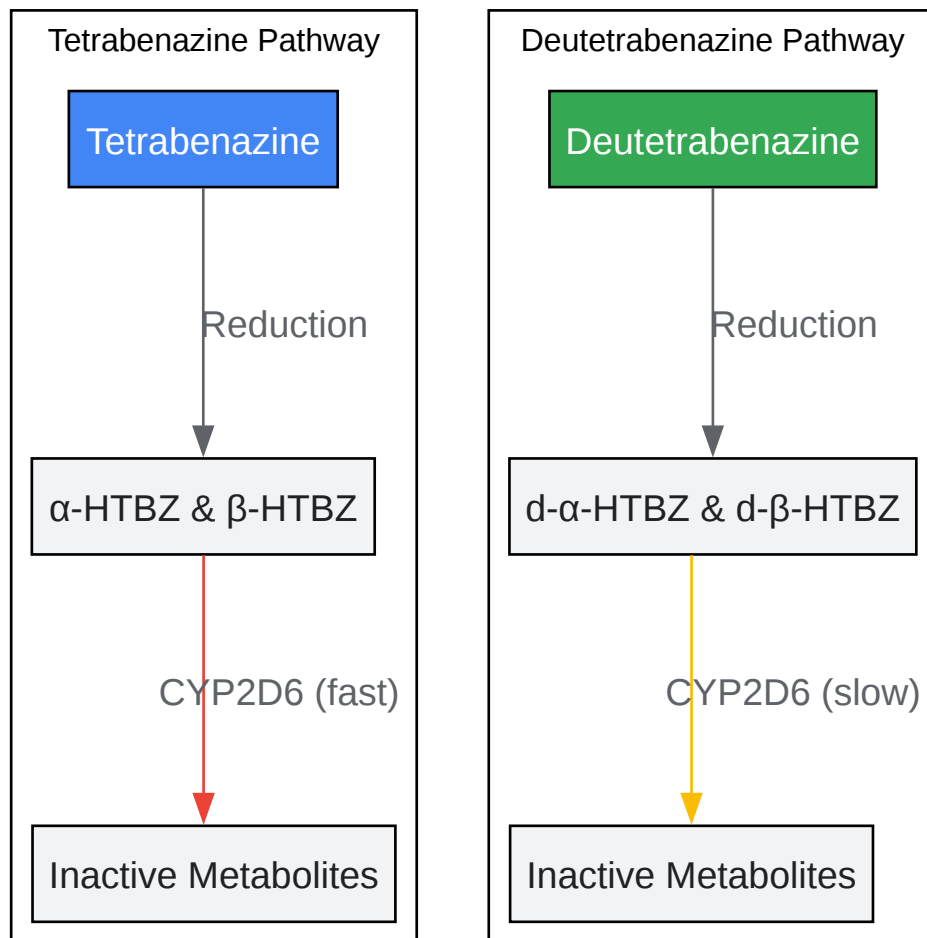 Tetrabenazine Pathway
Tetrabenazine
Reduction
α-HTBZ & β-HTBZ
CYP2D6 (fast)
Inactive Metabolites
Deutetrabenazine Pathway
Deutetrabenazine
Reduction
d-α-HTBZ & d-β-HTBZ
CYP2D6 (slow)
Inactive Metabolites